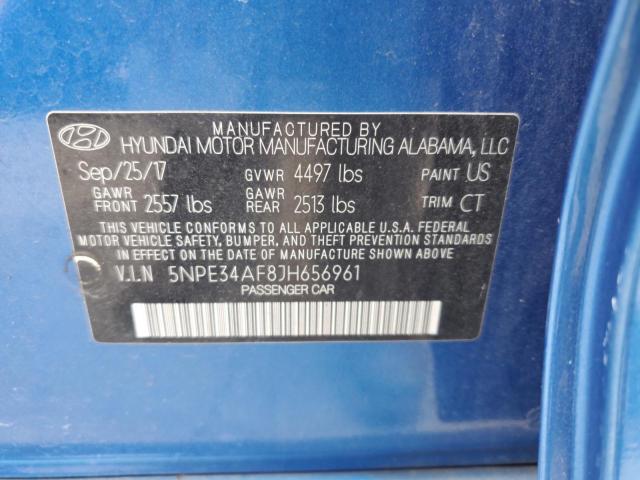 MANUFACTURED BY
HYUNDAI MOTOR MANUFACTURING ALABAMA, LLC
Sep/25/17 GVWR 4497 lbs PAINT US
GAWR FRONT 2557 lbs GAWR REAR 2513 lbs TRIM CT
THIS VEHICLE CONFORMS TO ALL APPLICABLE U.S.A. FEDERAL
MOTOR VEHICLE SAFETY, BUMPER, AND THEFT PREVENTION STANDARDS
IN EFFECT ON THE DATE OF MANUFACTURE SHOWN ABOVE
V.I.N 5NPE34AF8JH656961
PASSENGER CAR